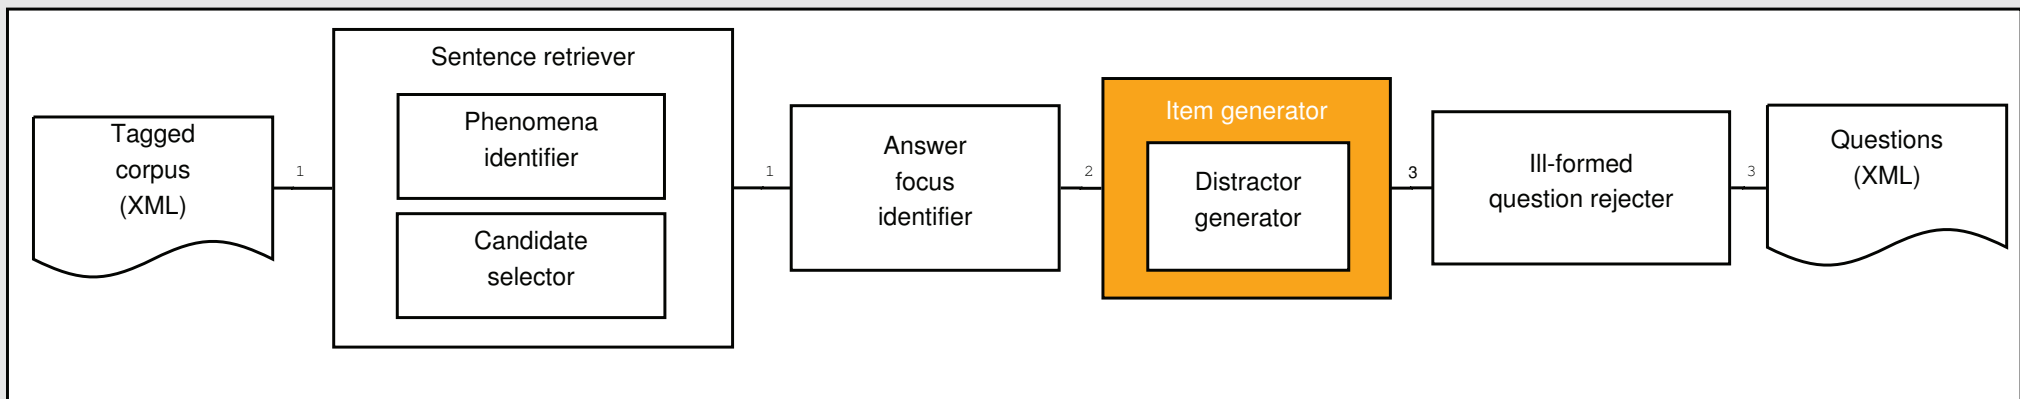 Tagged
corpus
(XML)
1
Sentence retriever
Phenomena
identifier
Candidate
selector
1
Answer
focus
identifier
2
Item generator
Distractor
generator
3
Ill-formed
question rejecter
3
Questions
(XML)